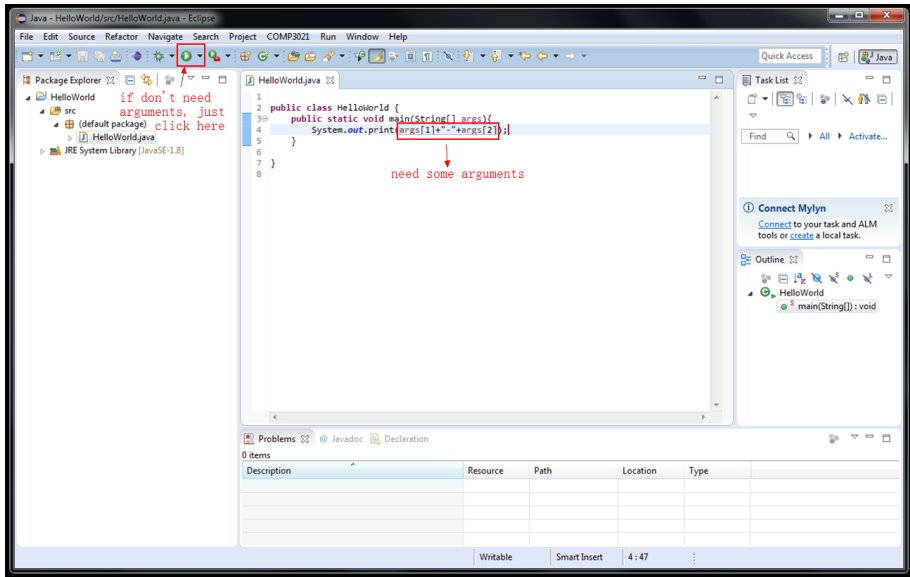 Java - HelloWorld/src/HelloWorld.java - Eclipse
File Edit Source Refactor Navigate Search Project COMP3021 Run Window Help
Quick Access
Java
Package Explorer
HelloWorld
src
(default package)
HelloWorld.java
JRE System Library [JavaSE-1.8]
if don't need
arguments, just
click here
HelloWorld.java
1
2 public class HelloWorld {
3 public static void main(String[] args){
4 System.out.print(args[1]+"-"+args[2]);
5 }
6
7 }
8
need some arguments
Task List
Find All Activate...
Connect Mylyn
Connect to your task and ALM
tools or create a local task.
Outline
HelloWorld
S main(String[]) : void
Problems @ Javadoc Declaration
0 items
Description Resource Path Location Type
Writable Smart Insert 4 : 47